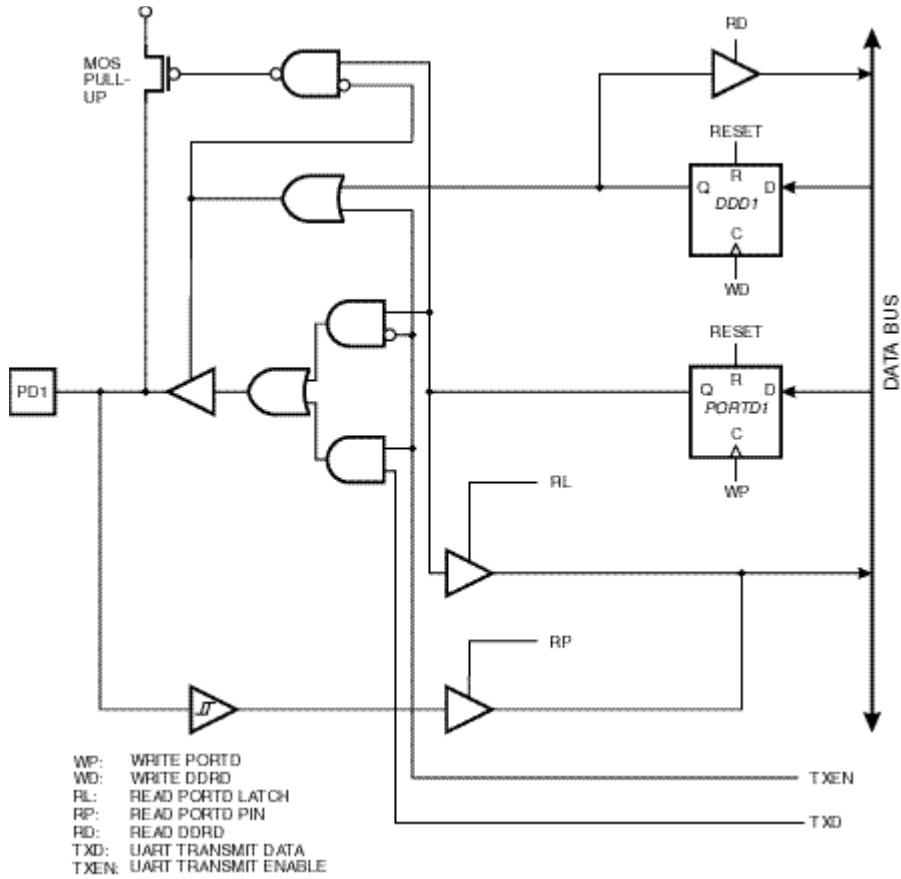 RD
MOS
PULL-
UP
RESET
R
Q
D
DDD1
C
WD
DATA BUS
RESET
R
Q
D
PORTD1
C
WP
PD1
RL
RP
TXEN
TXD
WP: WRITE PORTD
WD: WRITE DDRD
RL: READ PORTD LATCH
RP: READ PORTD PIN
RD: READ DDRD
TXD: UART TRANSMIT DATA
TXEN: UART TRANSMIT ENABLE